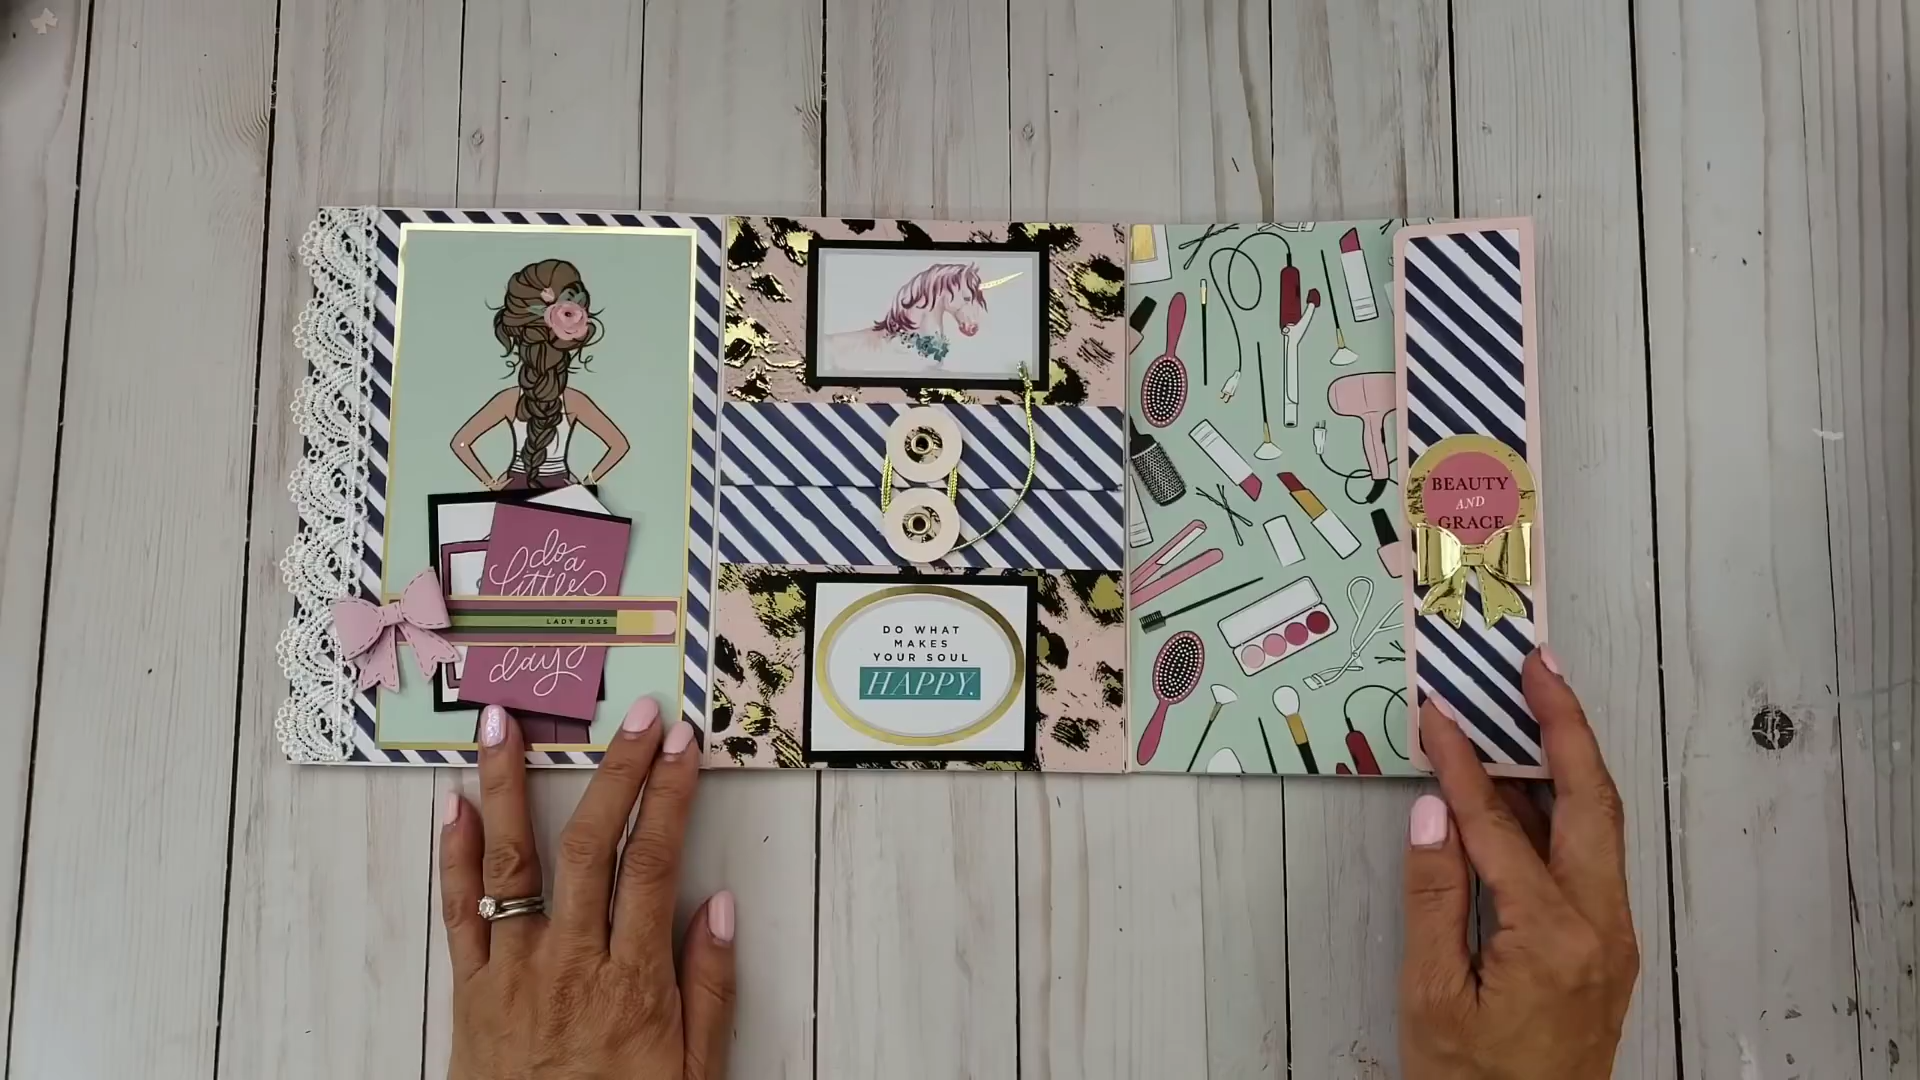 do a
little
day
LADY BOSS
DO WHAT
MAKES
YOUR SOUL
HAPPY.
BEAUTY
AND
GRACE